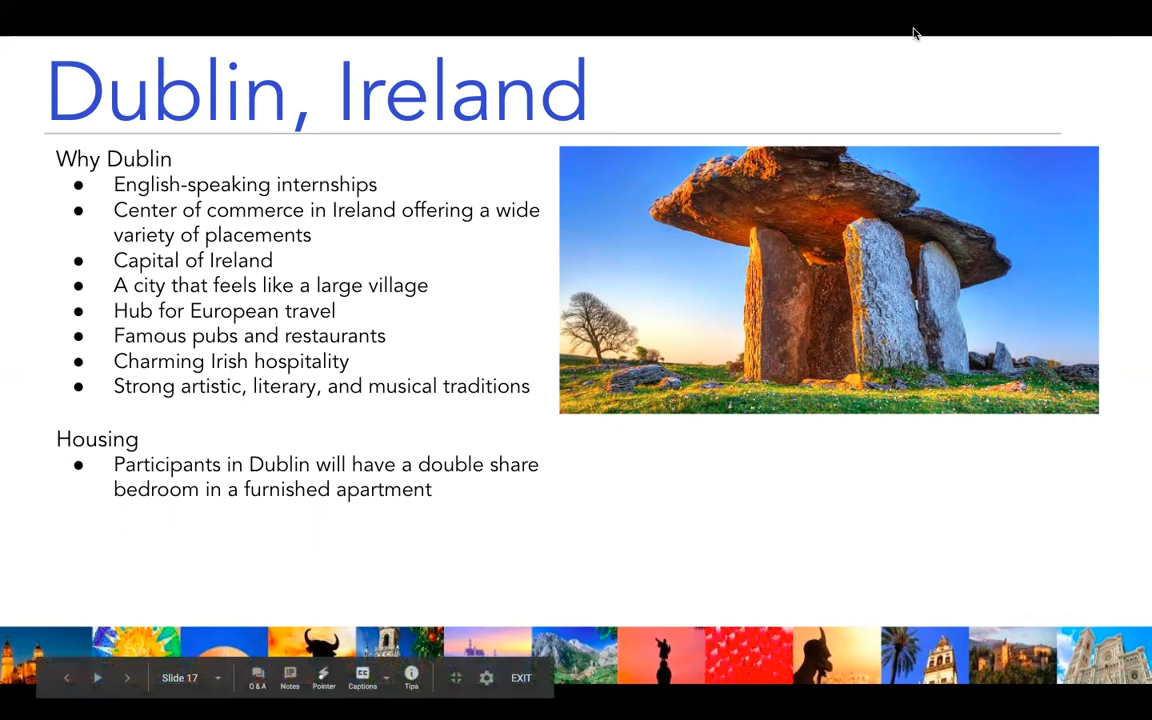 Dublin, Ireland
Why Dublin
● English-speaking internships
● Center of commerce in Ireland offering a wide
variety of placements
● Capital of Ireland
● A city that feels like a large village
● Hub for European travel
● Famous pubs and restaurants
● Charming Irish hospitality
● Strong artistic, literary, and musical traditions
Housing
● Participants in Dublin will have a double share
bedroom in a furnished apartment
Slide 17
Q & A
Notes
Pointer
CC
Captions
Tips
EXIT